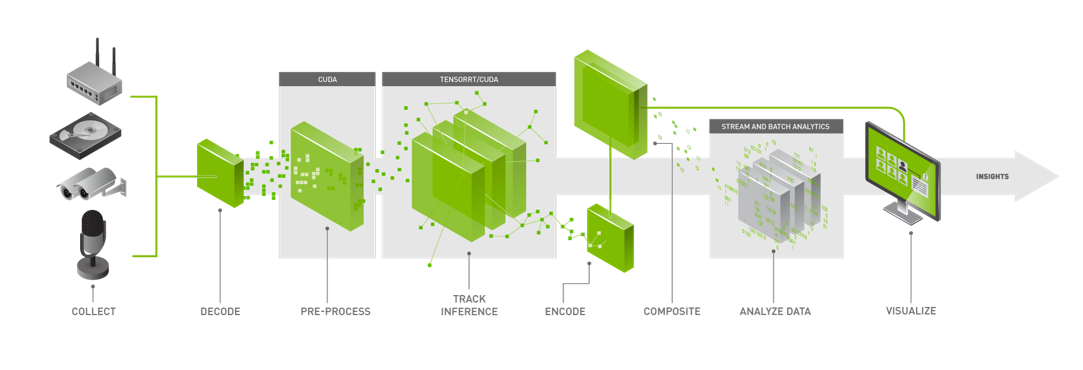 CUDA
TENSORRT/CUDA
STREAM AND BATCH ANALYTICS
INSIGHTS
COLLECT
DECODE
PRE-PROCESS
TRACK
INFERENCE
ENCODE
COMPOSITE
ANALYZE DATA
VISUALIZE